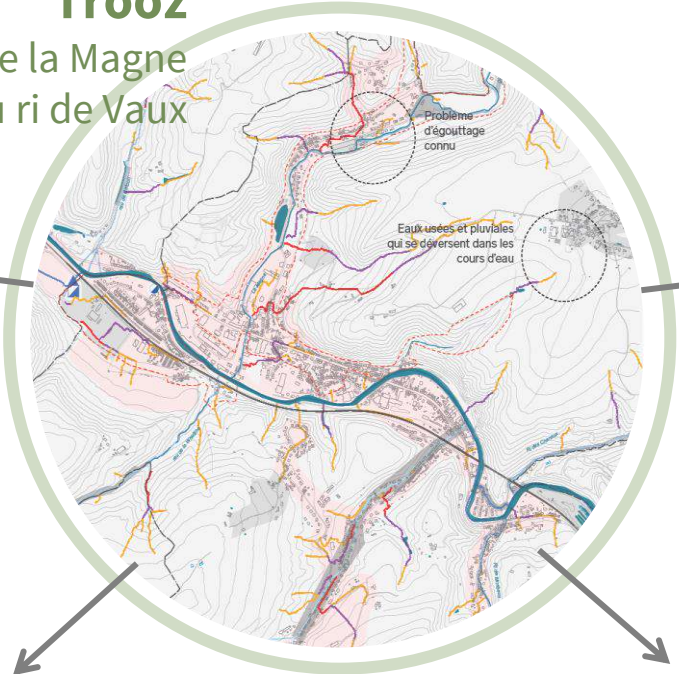 Trooz
e la Magne
ri de Vaux
Problème
d'égouttage
connu
Eaux usées et pluviales
qui se déversent dans les
cours d'eau